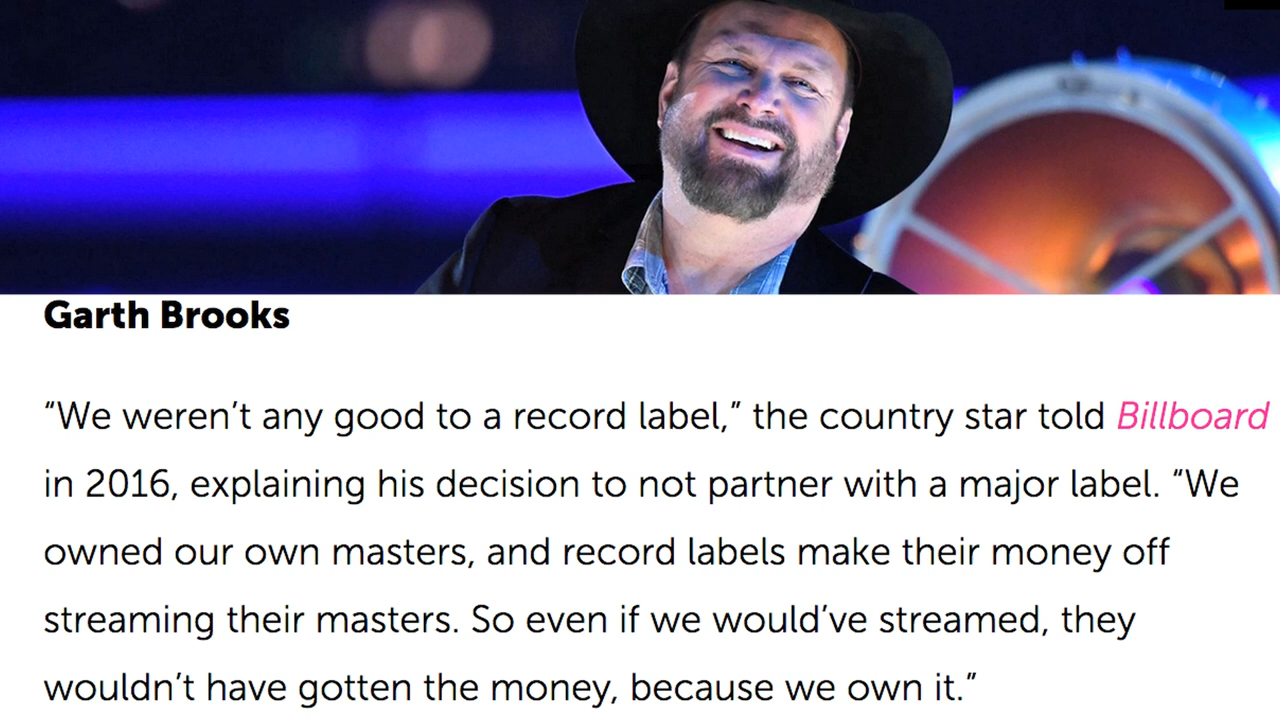 Garth Brooks
“We weren’t any good to a record label,” the country star told Billboard
in 2016, explaining his decision to not partner with a major label. “We
owned our own masters, and record labels make their money off
streaming their masters. So even if we would’ve streamed, they
wouldn’t have gotten the money, because we own it.”